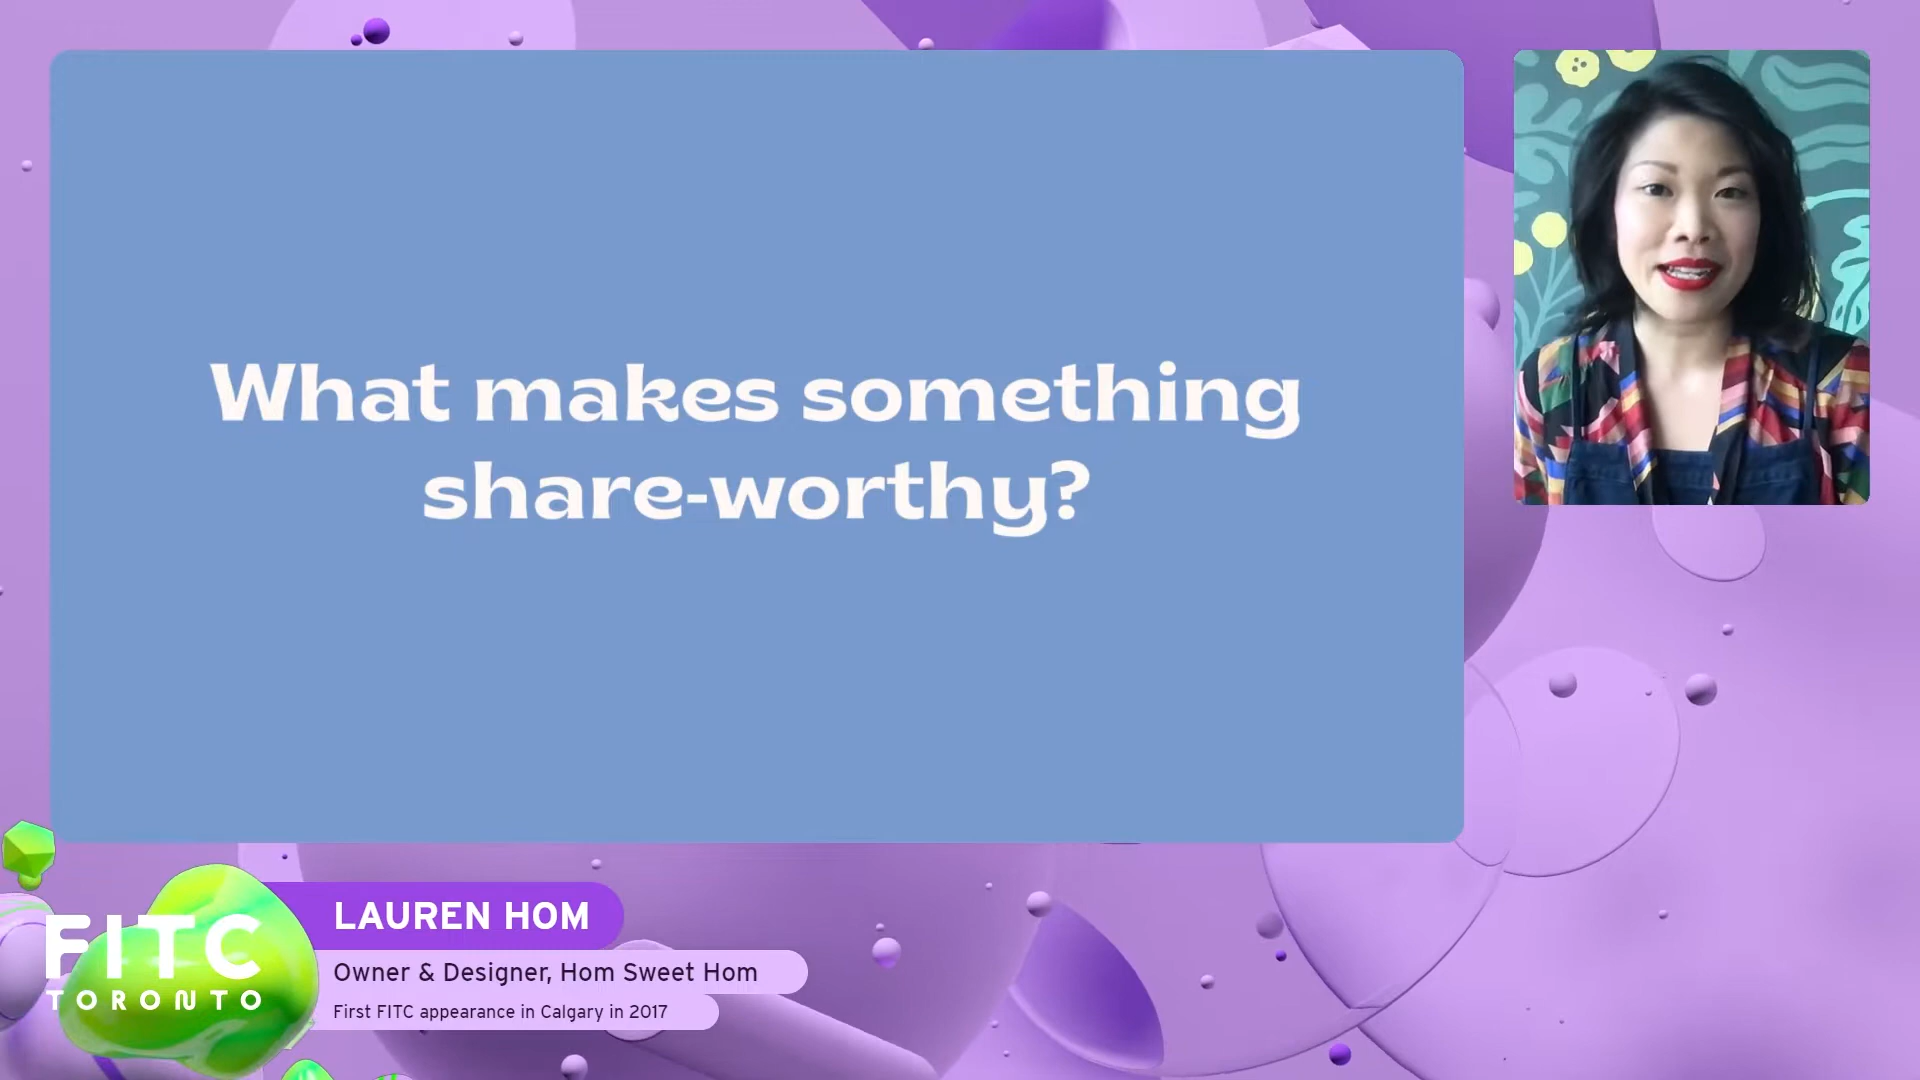 What makes something
share-worthy?
FITC
TORONTO
LAUREN HOM
Owner & Designer, Hom Sweet Hom
First FITC appearance in Calgary in 2017